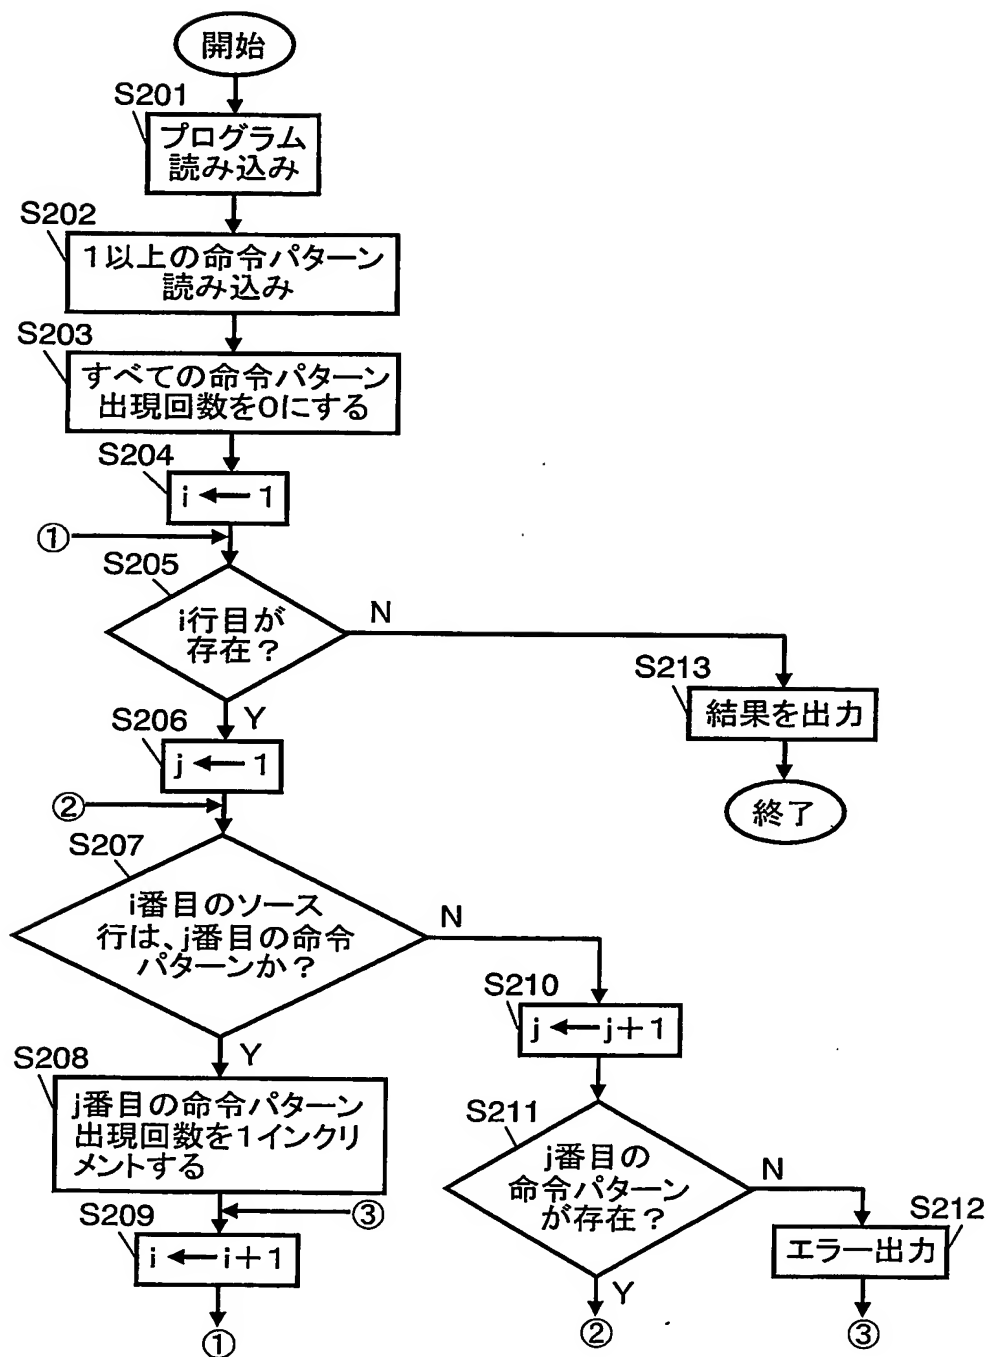 開始
S201
プログラム
読み込み
S202
1以上の命令パターン
読み込み
S203
すべての命令パターン
出現回数を0にする
S204
i ← 1
①
S205
i行目が
存在？
N
Y
S213
結果を出力
終了
S206
j ← 1
②
S207
i番目のソース
行は、j番目の命令
パターンか？
N
Y
S210
j ← j+1
S208
j番目の命令パターン
出現回数を1インクリ
メントする
S211
j番目の
命令パターン
が存在？
N
Y
S209
③
i ← i+1
S212
エラー出力
①
②
③